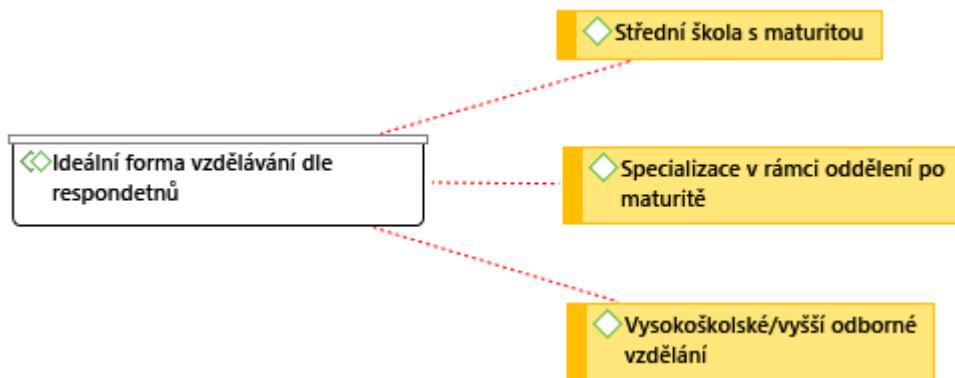 Střední škola s maturitou
Ideální forma vzdělávání dle
respondetnů
Specializace v rámci oddělení po
maturitě
Vysokoškolské/vyšší odborné
vzdělání